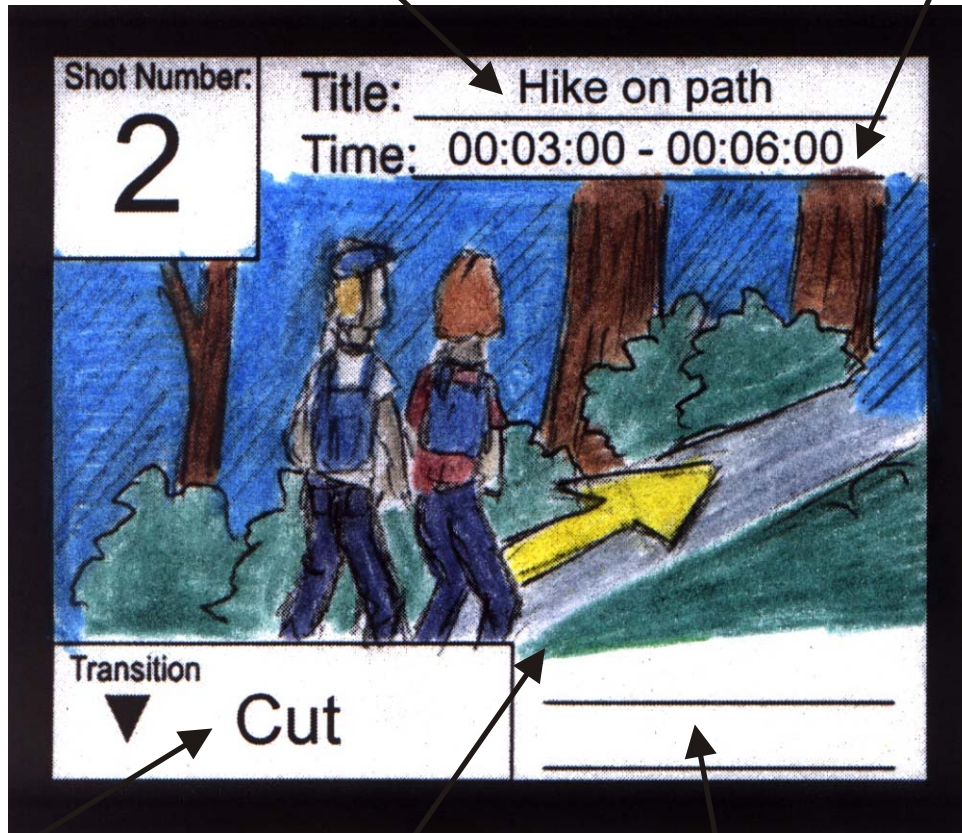 Shot Number:
2
Title: Hike on path
Time: 00:03:00 - 00:06:00
Transition
Cut